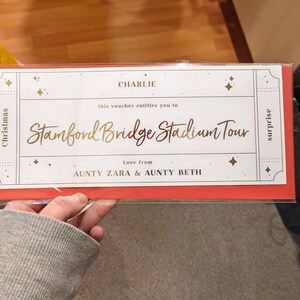 CHARLIE
this voucher entitles you to
Stamford Bridge Stadium Tour
Love from
AUNTY ZARA & AUNTY BETH
Christmas
surprise